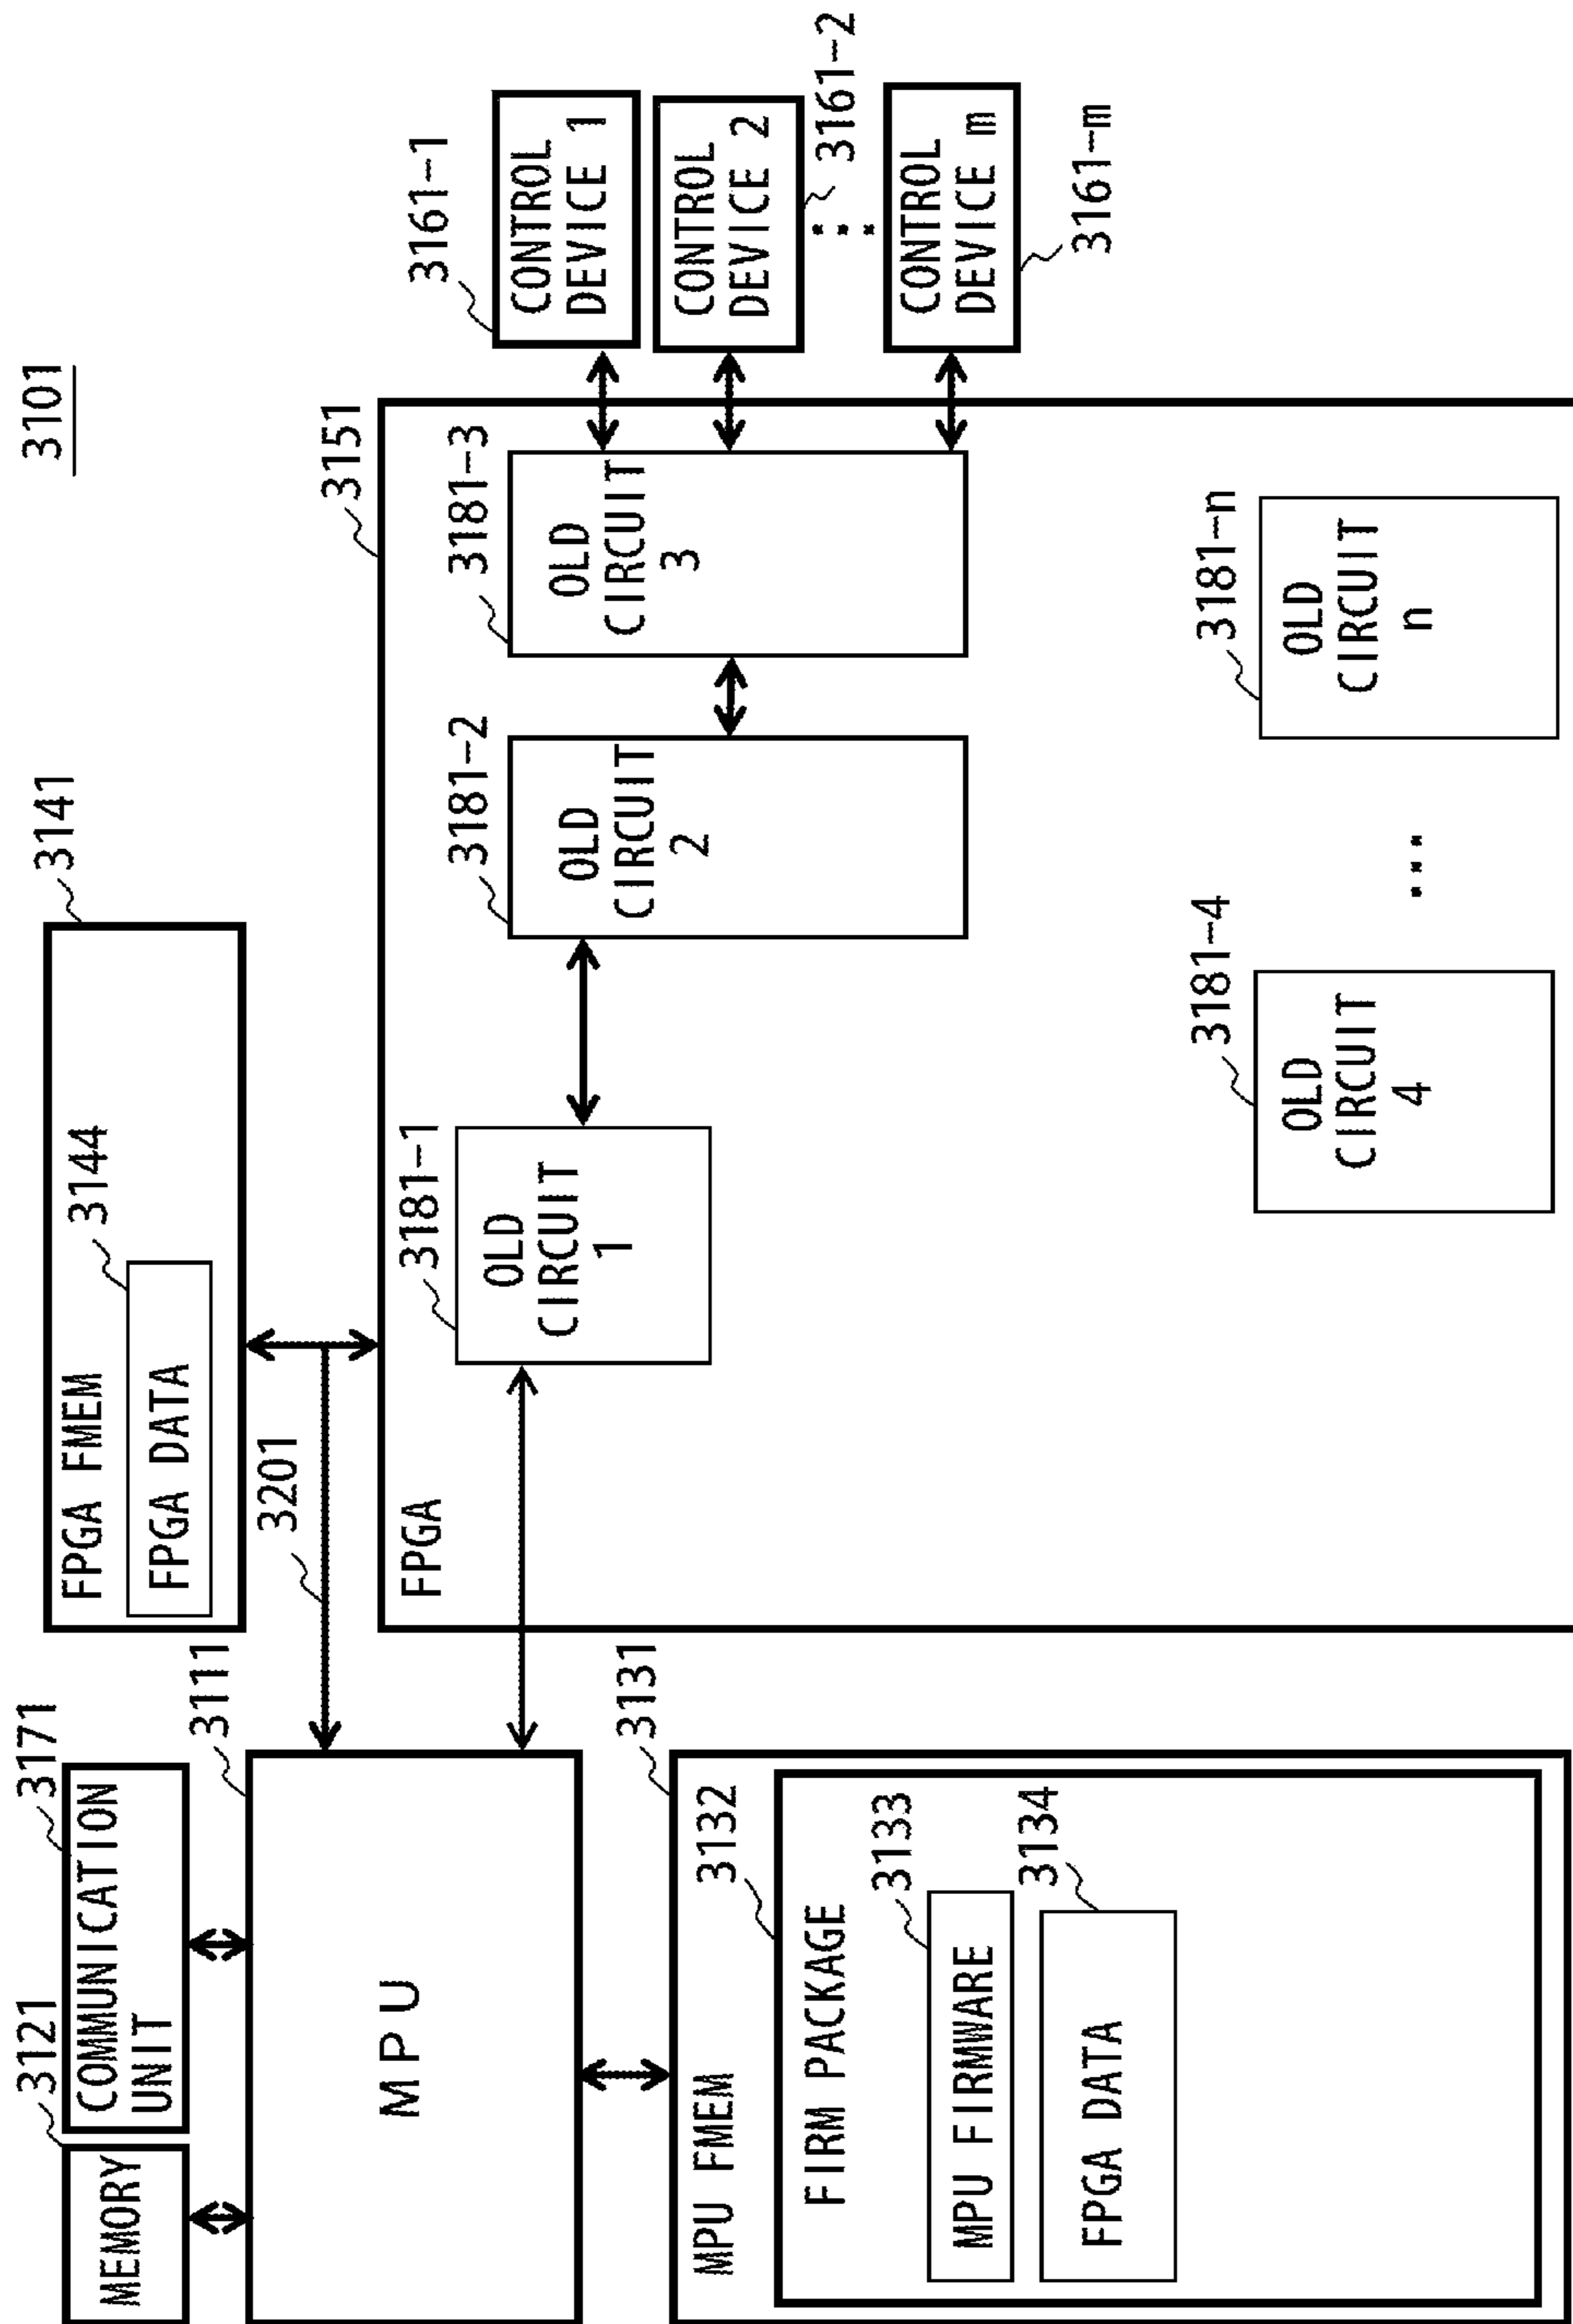 3101
3121
3171
MEMORY
COMMUNICATION
UNIT
3111
MPU
3141
FPGA FMEM
3144
FPGA DATA
3201
3151
FPGA
3181-1
OLD
CIRCUIT
1
3181-2
OLD
CIRCUIT
2
3181-3
OLD
CIRCUIT
3
3161-1
CONTROL
DEVICE 1
CONTROL
DEVICE 2
3161-2
CONTROL
DEVICE m
3161-m
3131
MPU FMEM
3132
FIRM PACKAGE
3133
MPU FIRMWARE
3134
FPGA DATA
3181-4
OLD
CIRCUIT
4
...
3181-n
OLD
CIRCUIT
n